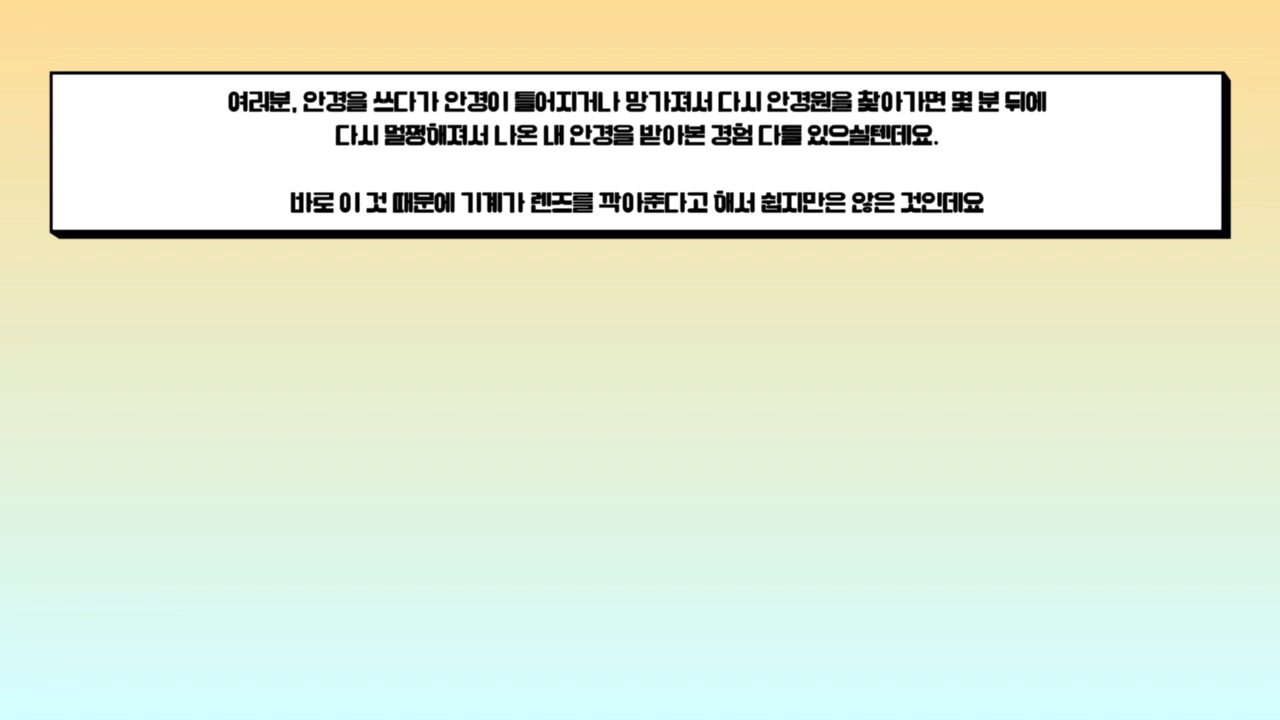 여러분, 안경을 쓰다가 안경이 틀어지거나 망가져서 다시 안경원을 찾아가면 몇 분 뒤에
다시 멀쩡해져서 나온 내 안경을 받아본 경험 다들 있으실텐데요.
바로 이 것 때문에 기계가 렌즈를 깍아준다고 해서 쉽지만은 않은 것인데요